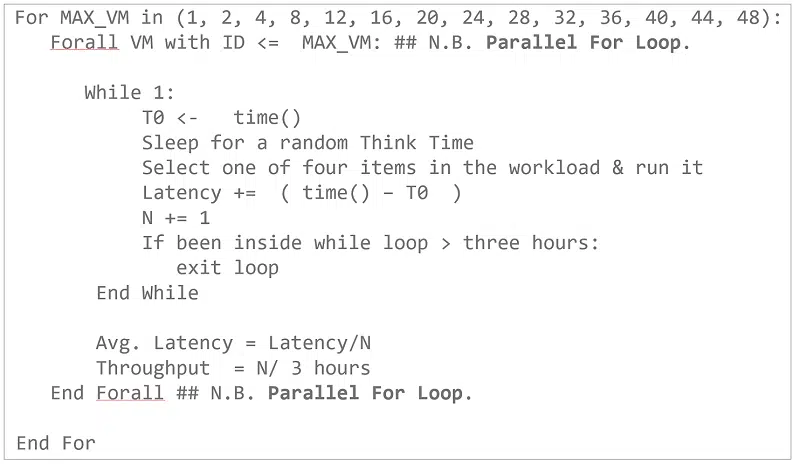 For MAX_VM in (1, 2, 4, 8, 12, 16, 20, 24, 28, 32, 36, 40, 44, 48):
Forall VM with ID <= MAX_VM: ## N.B. Parallel For Loop.
While 1:
T0 <- time()
Sleep for a random Think Time
Select one of four items in the workload & run it
Latency += ( time() – T0 )
N += 1
If been inside while loop > three hours:
exit loop
End While
Avg. Latency = Latency/N
Throughput = N/ 3 hours
End Forall ## N.B. Parallel For Loop.
End For